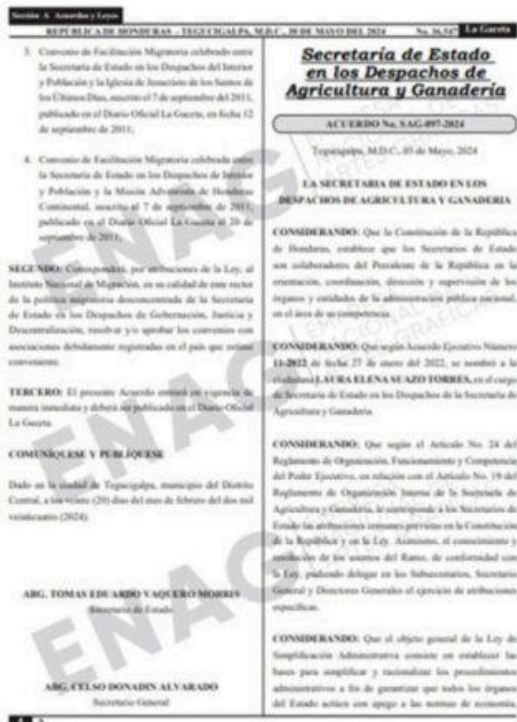 Sección A Acuerdos y Leyes
REPÚBLICA DE HONDURAS - TEGUCIGALPA, M.D.C., 20 DE MAYO DEL 2024 No. 36,547 La Gaceta
3. Convenio de Facilitación Migratoria celebrado entre
la Secretaría de Estado en los Despachos del Interior
y Población y la Iglesia de Jesucristo de los Santos de
los Últimos Días, suscrito el 7 de septiembre del 2011,
publicado en el Diario Oficial La Gaceta, en fecha 12
de septiembre de 2011;
4. Convenio de Facilitación Migratoria celebrado entre
la Secretaría de Estado en los Despachos de Interior
y Población y la Misión Adventista de Honduras
Continental, suscrito el 7 de septiembre de 2011,
publicado en el Diario Oficial La Gaceta el 20 de
septiembre de 2011;
SEGUNDO: Corresponderá, por atribuciones de la Ley, al
Instituto Nacional de Migración, en su calidad de ente rector
de la política migratoria desconcentrada de la Secretaría
de Estado en los Despachos de Gobernación, Justicia y
Descentralización, resolver y/o aprobar los convenios con
asociaciones debidamente registradas en el país que estime
conveniente.
TERCERO: El presente Acuerdo entrará en vigencia de
manera inmediata y deberá ser publicado en el Diario Oficial
La Gaceta.
COMUNÍQUESE Y PUBLÍQUESE
Dado en la ciudad de Tegucigalpa, municipio del Distrito
Central, a los veinte (20) días del mes de febrero del dos mil
veinticuatro (2024).
ABG. TOMAS EDUARDO VAQUERO MORRIS
Secretario de Estado
ABG. CELSO DONADIN ALVARADO
Secretario General
Secretaría de Estado
en los Despachos de
Agricultura y Ganadería
ACUERDO No. SAG-097-2024
Tegucigalpa, M.D.C., 03 de Mayo, 2024
LA SECRETARIA DE ESTADO EN LOS
DESPACHOS DE AGRICULTURA Y GANADERIA
CONSIDERANDO: Que la Constitución de la República
de Honduras, establece que los Secretarios de Estado
son colaboradores del Presidente de la República en la
orientación, coordinación, dirección y supervisión de los
órganos y entidades de la administración pública nacional,
en el área de su competencia.
CONSIDERANDO: Que según Acuerdo Ejecutivo Número
11-2022 de fecha 27 de enero del 2022, se nombró a la
ciudadana LAURA ELENA SUAZO TORRES, en el cargo
de Secretaria de Estado en los Despachos de la Secretaría de
Agricultura y Ganadería.
CONSIDERANDO: Que según el Artículo No. 24 del
Reglamento de Organización, Funcionamiento y Competencia
del Poder Ejecutivo, en relación con el Artículo No. 19 del
Reglamento de Organización Interna de la Secretaría de
Agricultura y Ganadería, le corresponde a los Secretarios de
Estado las atribuciones comunes previstas en la Constitución
de la República y en la Ley. Asimismo, el conocimiento y
resolución de los asuntos del Ramo, de conformidad con
la Ley, pudiendo delegar en los Subsecretarios, Secretario
General y Directores Generales el ejercicio de atribuciones
específicas.
CONSIDERANDO: Que el objeto general de la Ley de
Simplificación Administrativa consiste en establecer las
bases para simplificar y racionalizar los procedimientos
administrativos a fin de garantizar que todos los órganos
del Estado actúen con apego a las normas de economía,
ENAG
ENAG
ENAG